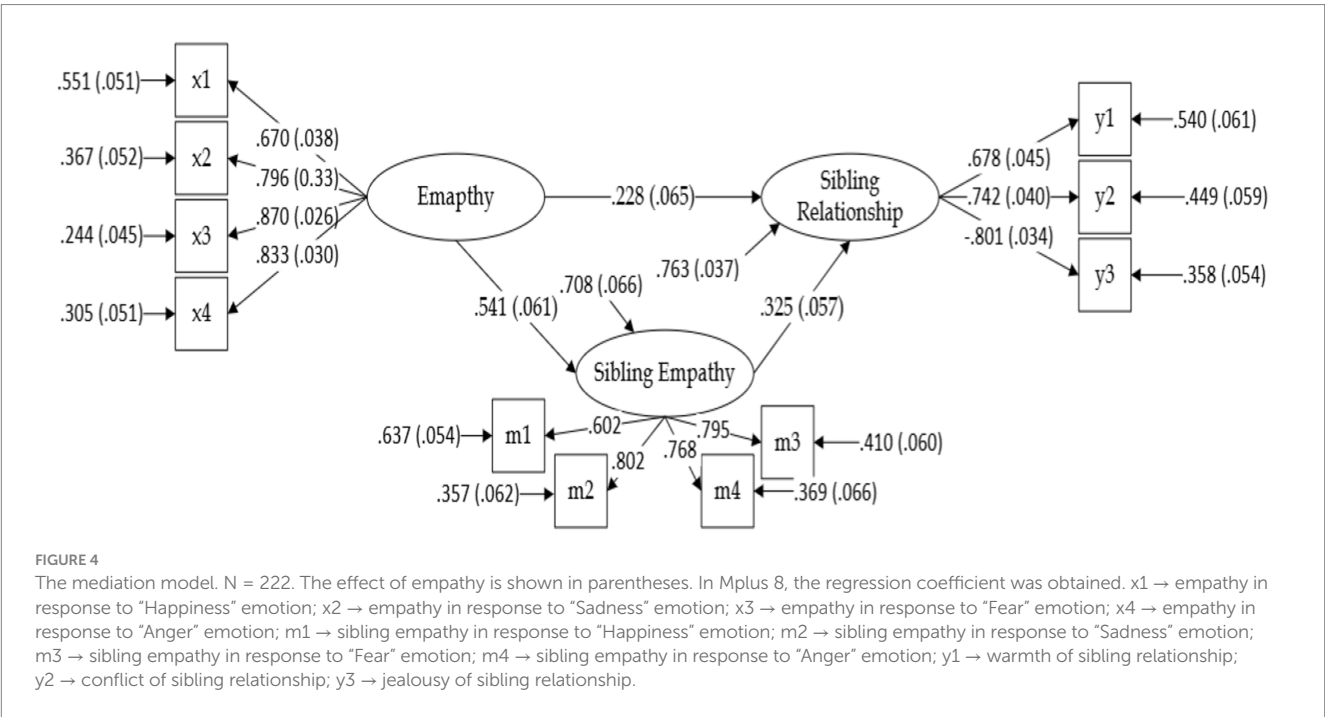 .551 (.051)
x1
.670 (.038)
.367 (.052)
x2
.796 (0.33)
.244 (.045)
x3
.870 (.026)
.305 (.051)
x4
.833 (.030)
Emapthy
.228 (.065)
Sibling
Relationship
.763 (.037)
.678 (.045)
y1
.540 (.061)
.742 (.040)
y2
.449 (.059)
-.801 (.034)
y3
.358 (.054)
.541 (.061)
.708 (.066)
.325 (.057)
Sibling Empathy
.637 (.054)
m1
.602
.357 (.062)
m2
.802
.768
m4
.369 (.066)
.795
m3
.410 (.060)
FIGURE 4
The mediation model. N = 222. The effect of empathy is shown in parentheses. In Mplus 8, the regression coefficient was obtained. x1 → empathy in
response to “Happiness” emotion; x2 → empathy in response to “Sadness” emotion; x3 → empathy in response to “Fear” emotion; x4 → empathy in
response to “Anger” emotion; m1 → sibling empathy in response to “Happiness” emotion; m2 → sibling empathy in response to “Sadness” emotion;
m3 → sibling empathy in response to “Fear” emotion; m4 → sibling empathy in response to “Anger” emotion; y1 → warmth of sibling relationship;
y2 → conflict of sibling relationship; y3 → jealousy of sibling relationship.